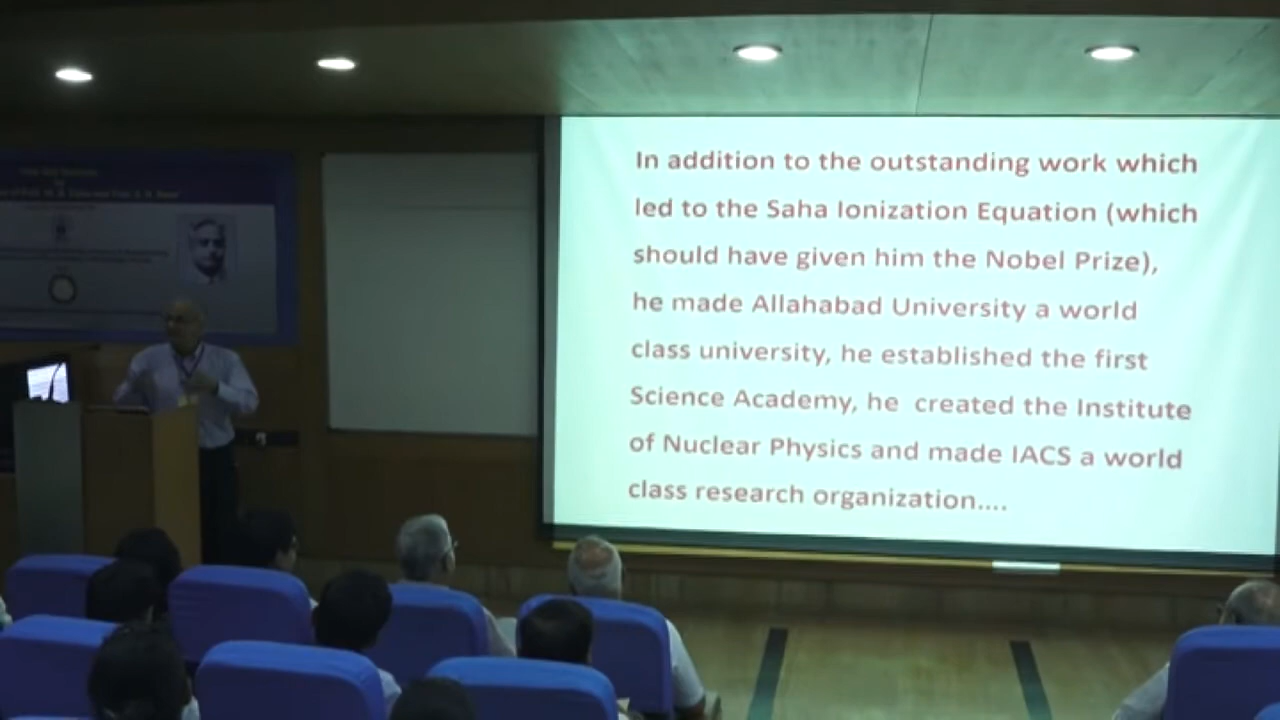 In addition to the outstanding work which
led to the Saha Ionization Equation (which
should have given him the Nobel Prize),
he made Allahabad University a world
class university, he established the first
Science Academy, he created the Institute
of Nuclear Physics and made IACS a world
class research organization....